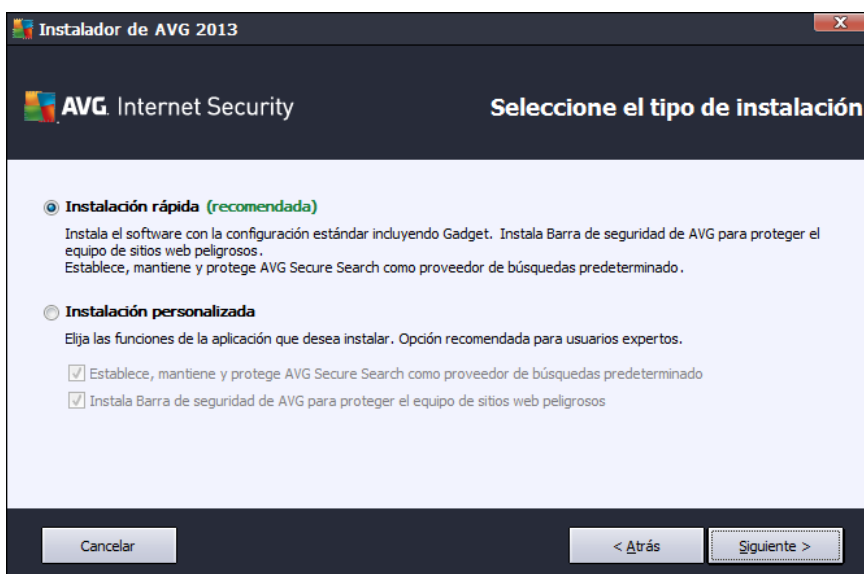 Instalador de AVG 2013
AVG. Internet Security
Seleccione el tipo de instalación
Instalación rápida (recomendada)
Instala el software con la configuración estándar incluyendo Gadget. Instala Barra de seguridad de AVG para proteger el
equipo de sitios web peligrosos.
Establece, mantiene y protege AVG Secure Search como proveedor de búsquedas predeterminado.
Instalación personalizada
Elija las funciones de la aplicación que desea instalar. Opción recomendada para usuarios expertos.
Establece, mantiene y protege AVG Secure Search como proveedor de búsquedas predeterminado
Instala Barra de seguridad de AVG para proteger el equipo de sitios web peligrosos
Cancelar
< Atrás
Siguiente >